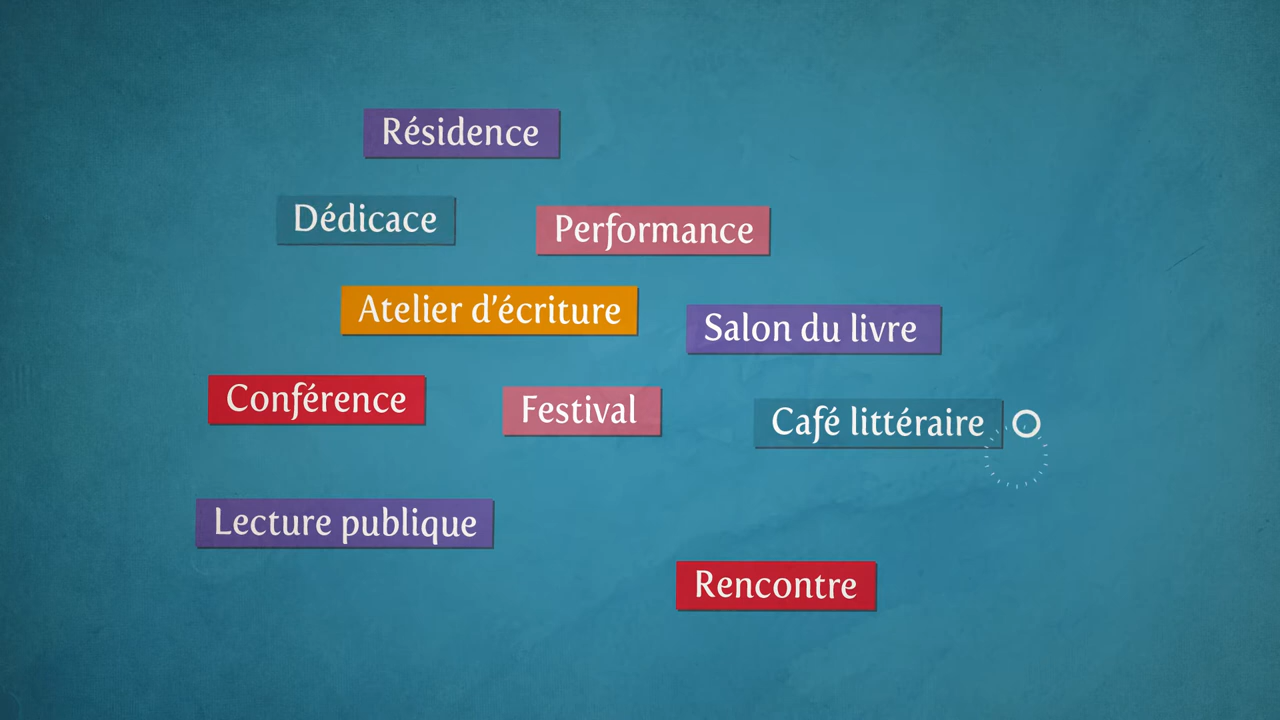 Résidence
Dédicace
Performance
Atelier d'écriture
Salon du livre
Conférence
Festival
Café littéraire
Lecture publique
Rencontre